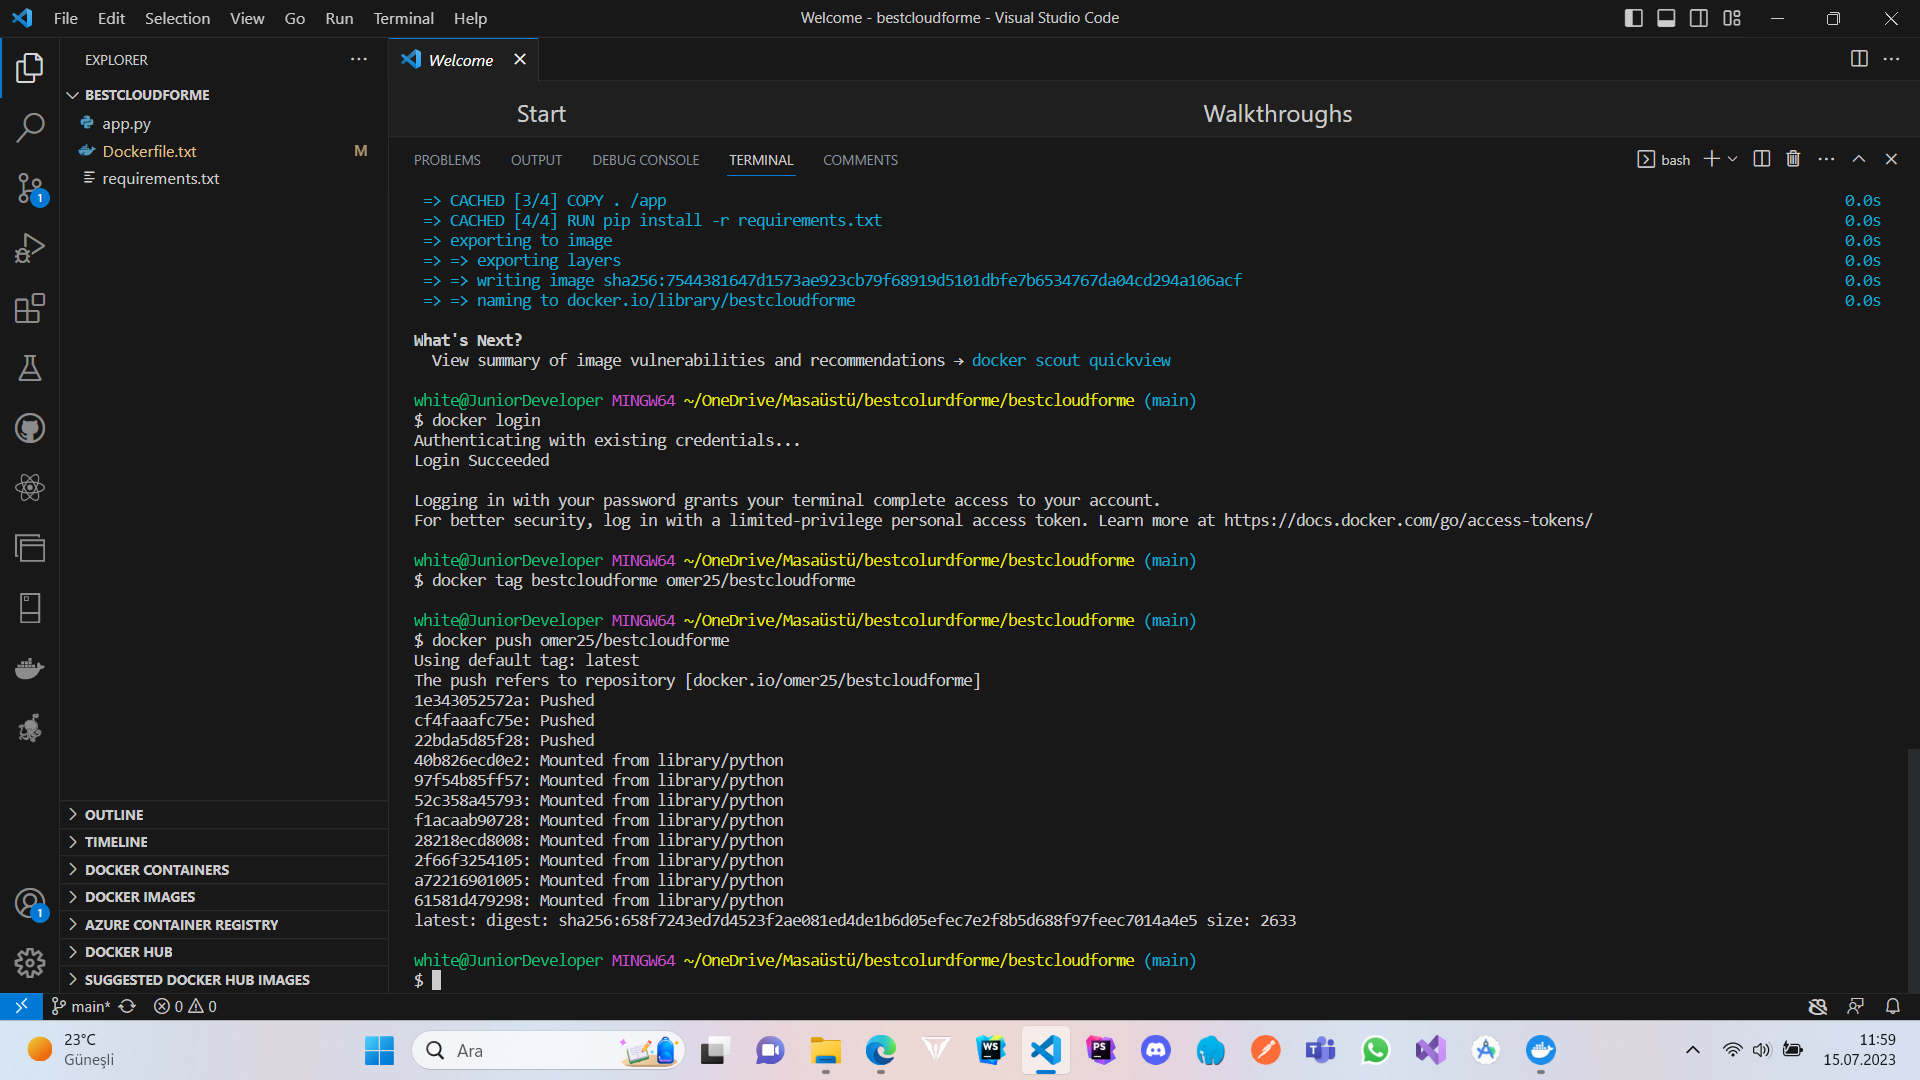 File Edit Selection View Go Run Terminal Help
Welcome - bestcloudforme - Visual Studio Code
EXPLORER
BESTCLOUDFORME
app.py
Dockerfile.txt M
requirements.txt
1
OUTLINE
TIMELINE
DOCKER CONTAINERS
DOCKER IMAGES
AZURE CONTAINER REGISTRY
DOCKER HUB
SUGGESTED DOCKER HUB IMAGES
1
Welcome
Start
Walkthroughs
PROBLEMS OUTPUT DEBUG CONSOLE TERMINAL COMMENTS
bash
=> CACHED [3/4] COPY . /app 0.0s
=> CACHED [4/4] RUN pip install -r requirements.txt 0.0s
=> exporting to image 0.0s
=> => exporting layers 0.0s
=> => writing image sha256:7544381647d1573ae923cb79f68919d5101dbfe7b6534767da04cd294a106acf 0.0s
=> => naming to docker.io/library/bestcloudforme 0.0s
What's Next?
View summary of image vulnerabilities and recommendations → docker scout quickview
white@JuniorDeveloper MINGW64 ~/OneDrive/Masaüstü/bestcolurdforme/bestcloudforme (main)
$ docker login
Authenticating with existing credentials...
Login Succeeded
Logging in with your password grants your terminal complete access to your account.
For better security, log in with a limited-privilege personal access token. Learn more at https://docs.docker.com/go/access-tokens/
white@JuniorDeveloper MINGW64 ~/OneDrive/Masaüstü/bestcolurdforme/bestcloudforme (main)
$ docker tag bestcloudforme omer25/bestcloudforme
white@JuniorDeveloper MINGW64 ~/OneDrive/Masaüstü/bestcolurdforme/bestcloudforme (main)
$ docker push omer25/bestcloudforme
Using default tag: latest
The push refers to repository [docker.io/omer25/bestcloudforme]
1e343052572a: Pushed
cf4faaafc75e: Pushed
22bda5d85f28: Pushed
40b826ecd0e2: Mounted from library/python
97f54b85ff57: Mounted from library/python
52c358a45793: Mounted from library/python
f1acaab90728: Mounted from library/python
28218ecd8008: Mounted from library/python
2f66f3254105: Mounted from library/python
a72216901005: Mounted from library/python
61581d479298: Mounted from library/python
latest: digest: sha256:658f7243ed7d4523f2ae081ed4de1b6d05efec7e2f8b5d688f97feec7014a4e5 size: 2633
white@JuniorDeveloper MINGW64 ~/OneDrive/Masaüstü/bestcolurdforme/bestcloudforme (main)
$
main* 0 0
23°C
Güneşli
Ara
WS
PS
11:59
15.07.2023